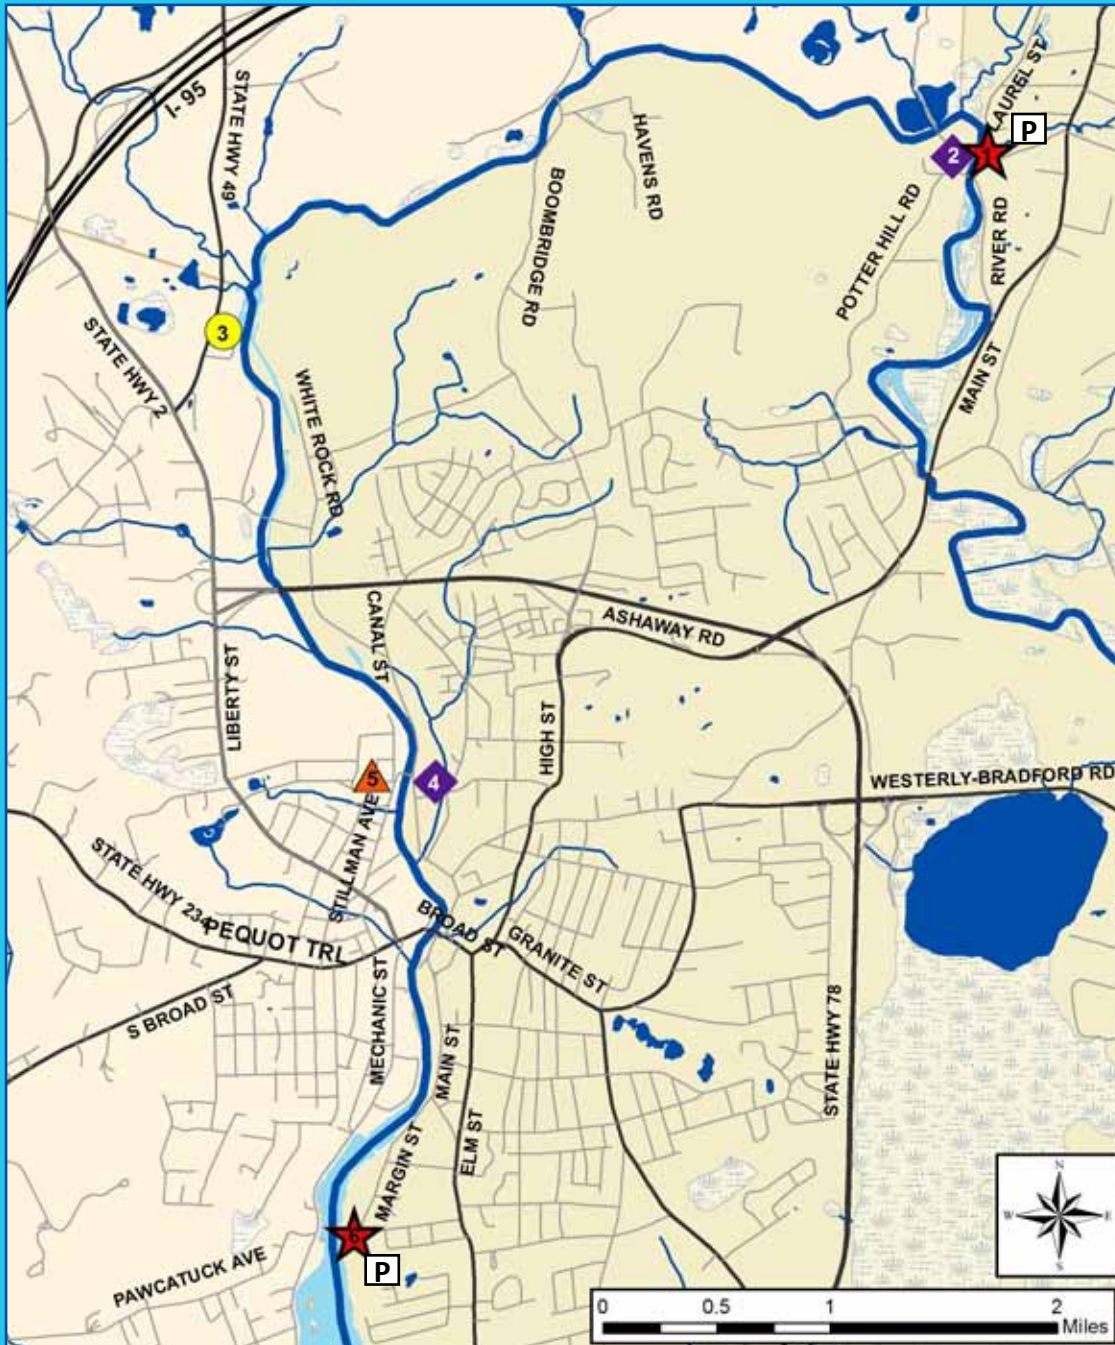 I- 95
STATE HWY 49
HAVENS RD
LAUREL ST
P
2
1
BOOMBRIDGE RD
POTTER HILL RD
RIVER RD
3
STATE HWY 2
WHITE ROCK RD
MAIN ST
CANAL ST
ASHAWAY RD
LIBERTY ST
HIGH ST
5
4
WESTERLY-BRADFORD RD
STILLMAN AVE
STATE HWY 234
PEQUOT TRL
BROAD ST
GRANITE ST
S BROAD ST
MECHANIC ST
MAIN ST
STATE HWY 78
ELM ST
MARGIN ST
6
P
PAWCATUCK AVE
N
W
E
S
0 0.5 1 2
Miles